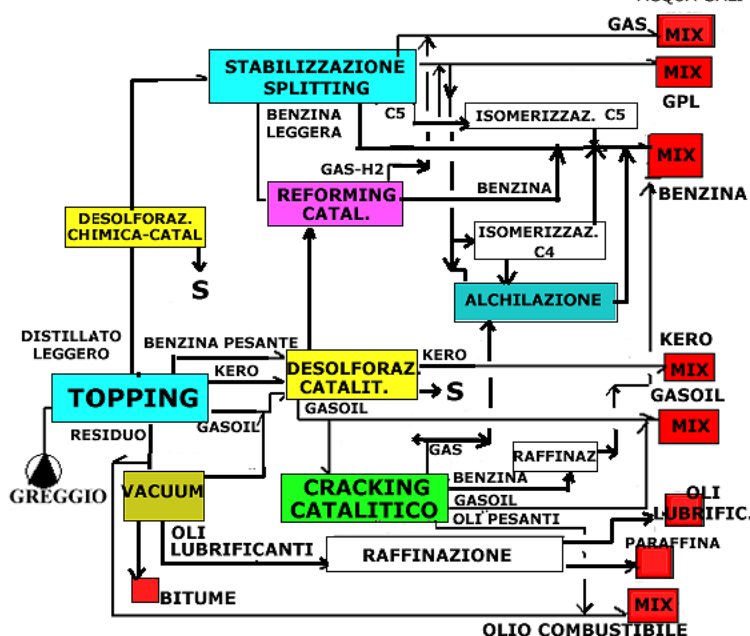 GAS
MIX
STABILIZZAZIONE
SPLITTING
MIX
GPL
BENZINA
LEGGERA
C5
ISOMERIZZAZ. C5
MIX
GAS-H2
REFORMING
CATAL.
BENZINA
BENZINA
DESOLFORAZ.
CHIMICA-CATAL
ISOMERIZZAZ.
C4
S
ALCHILAZIONE
DISTILLATO
LEGGERO
BENZINA PESANTE
KERO
DESOLFORAZ.
CATALIT.
KERO
KERO
MIX
TOPPING
S
GASOIL
GASOIL
GASOIL
MIX
RESIDUO
GAS
RAFFINAZ
GREGGIO
VACUUM
CRACKING
CATALITICO
BENZINA
GASOIL
OLI PESANTI
OLI
LUBRIFIC.
OLI
LUBRIFICANTI
RAFFINAZIONE
PARAFFINA
BITUME
MIX
OLIO COMBUSTIBILE